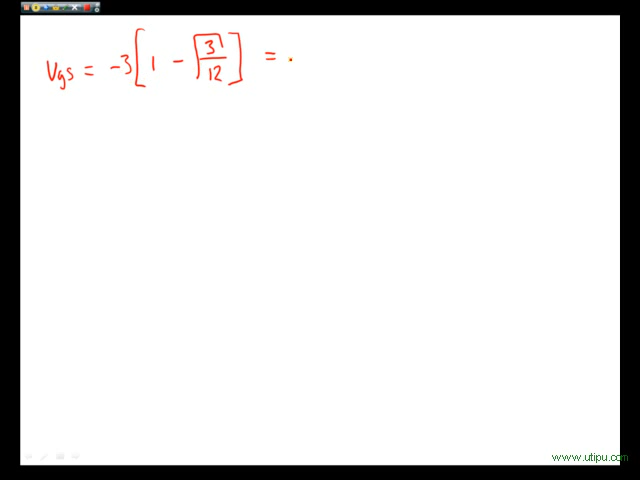 Vgs = -3[1 - √(3/12)] = .
www.utipu.com